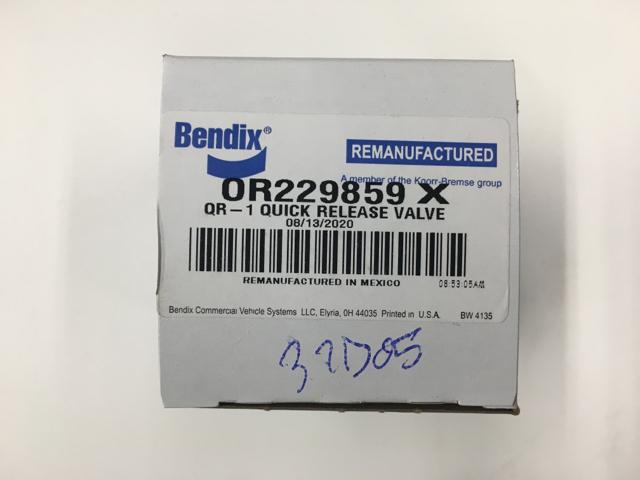 Bendix®
REMANUFACTURED
A member of the Knorr-Bremse group
OR229859 X
QR-1 QUICK RELEASE VALVE
08/13/2020
REMANUFACTURED IN MEXICO 08:53:05AM
Bendix Commercial Vehicle Systems LLC, Elyria, OH 44035 Printed in U.S.A. BW 4135
32D05